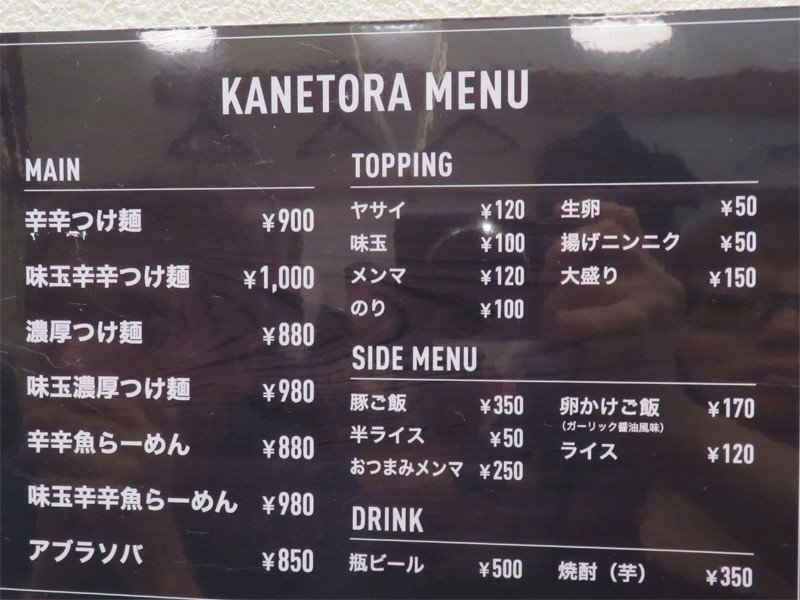 KANETORA MENU
MAIN
辛辛つけ麺 ¥900
味玉辛辛つけ麺 ¥1,000
濃厚つけ麺 ¥880
味玉濃厚つけ麺 ¥980
辛辛魚らーめん ¥880
味玉辛辛魚らーめん ¥980
アブラソバ ¥850
TOPPING
ヤサイ ¥120 生卵 ¥50
味玉 ¥100 揚げニンニク ¥50
メンマ ¥120 大盛り ¥150
のり ¥100
SIDE MENU
豚ご飯 ¥350 卵かけご飯 ¥170
(ガーリック醤油風味)
半ライス ¥50 ライス ¥120
おつまみメンマ ¥250
DRINK
瓶ビール ¥500 焼酎(芋) ¥350